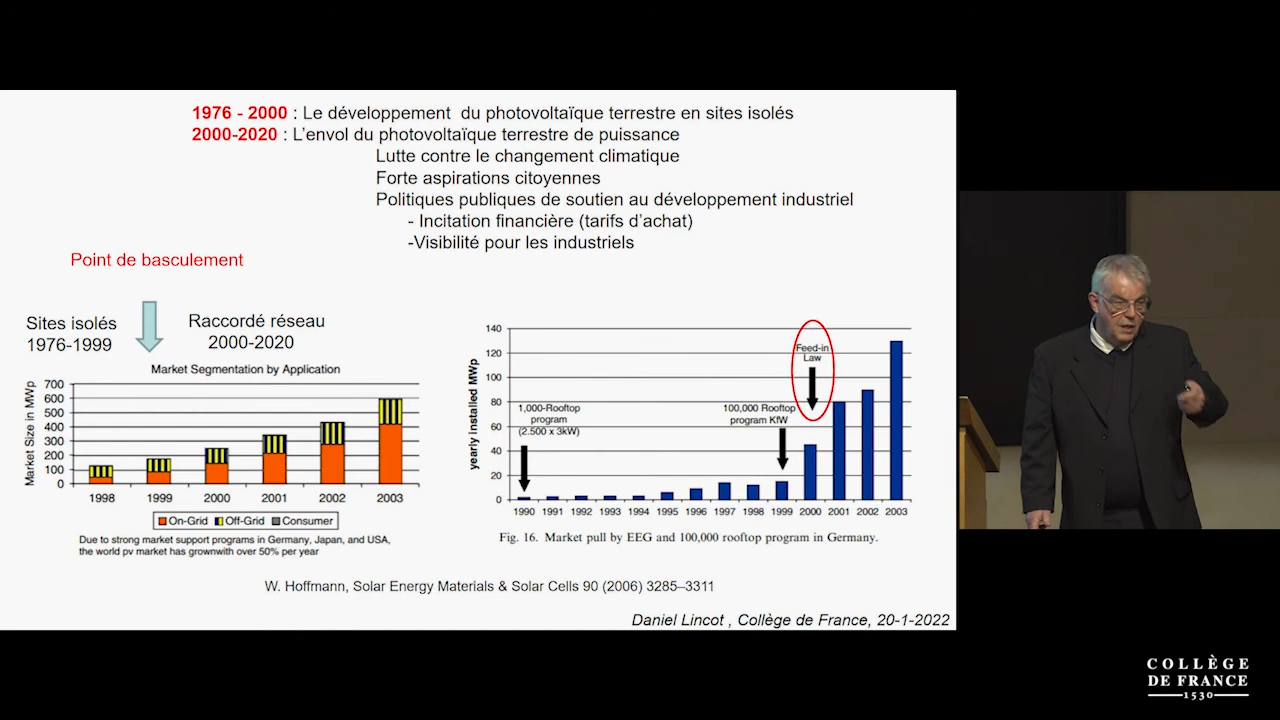 1976 - 2000 : Le développement du photovoltaïque terrestre en sites isolés
2000-2020 : L'envol du photovoltaïque terrestre de puissance
Lutte contre le changement climatique
Forte aspirations citoyennes
Politiques publiques de soutien au développement industriel
- Incitation financière (tarifs d'achat)
-Visibilité pour les industriels
Point de basculement
Sites isolés
1976-1999
Raccordé réseau
2000-2020
Market Segmentation by Application
Market Size in MWp
700
600
500
400
300
200
100
0
1998 1999 2000 2001 2002 2003
On-Grid Off-Grid Consumer
Due to strong market support programs in Germany, Japan, and USA,
the world pv market has grownwith over 50% per year
yearly installed MWp
140
120
100
80
60
40
20
0
1,000-Rooftop
program
(2.500 x 3kW)
100,000 Rooftop
program KfW
Feed-in
Law
1990 1991 1992 1993 1994 1995 1996 1997 1998 1999 2000 2001 2002 2003
Fig. 16. Market pull by EEG and 100,000 rooftop program in Germany.
W. Hoffmann, Solar Energy Materials & Solar Cells 90 (2006) 3285–3311
Daniel Lincot , Collège de France, 20-1-2022
COLLÈGE
DE FRANCE
1530